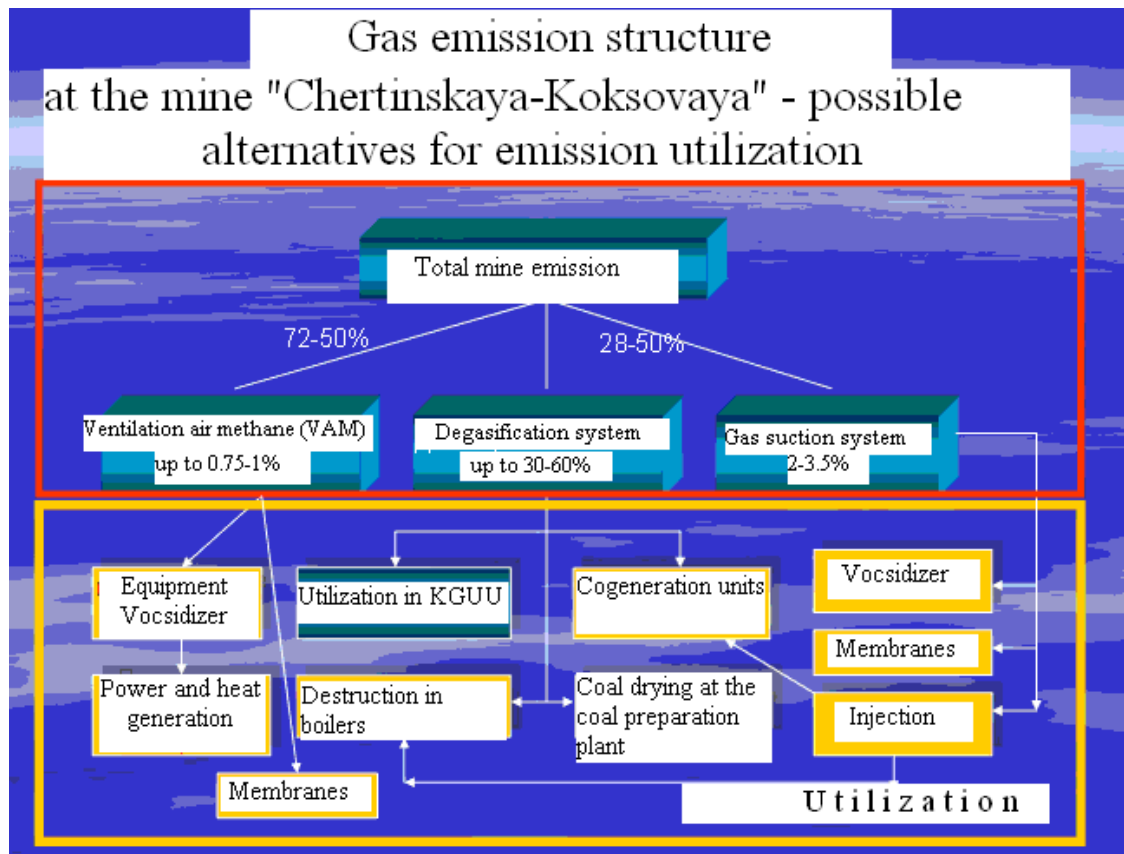 Gas emission structure
at the mine "Chertinskaya-Koksovaya" - possible
alternatives for emission utilization
Total mine emission
72-50%
28-50%
Ventilation air methane (VAM)
up to 0.75-1%
Degasification system
up to 30-60%
Gas suction system
2-3.5%
Equipment
Vocsidizer
Utilization in KGUU
Cogeneration units
Vocsidizer
Membranes
Power and heat
generation
Destruction in
boilers
Coal drying at the
coal preparation
plant
Injection
Membranes
Utilization